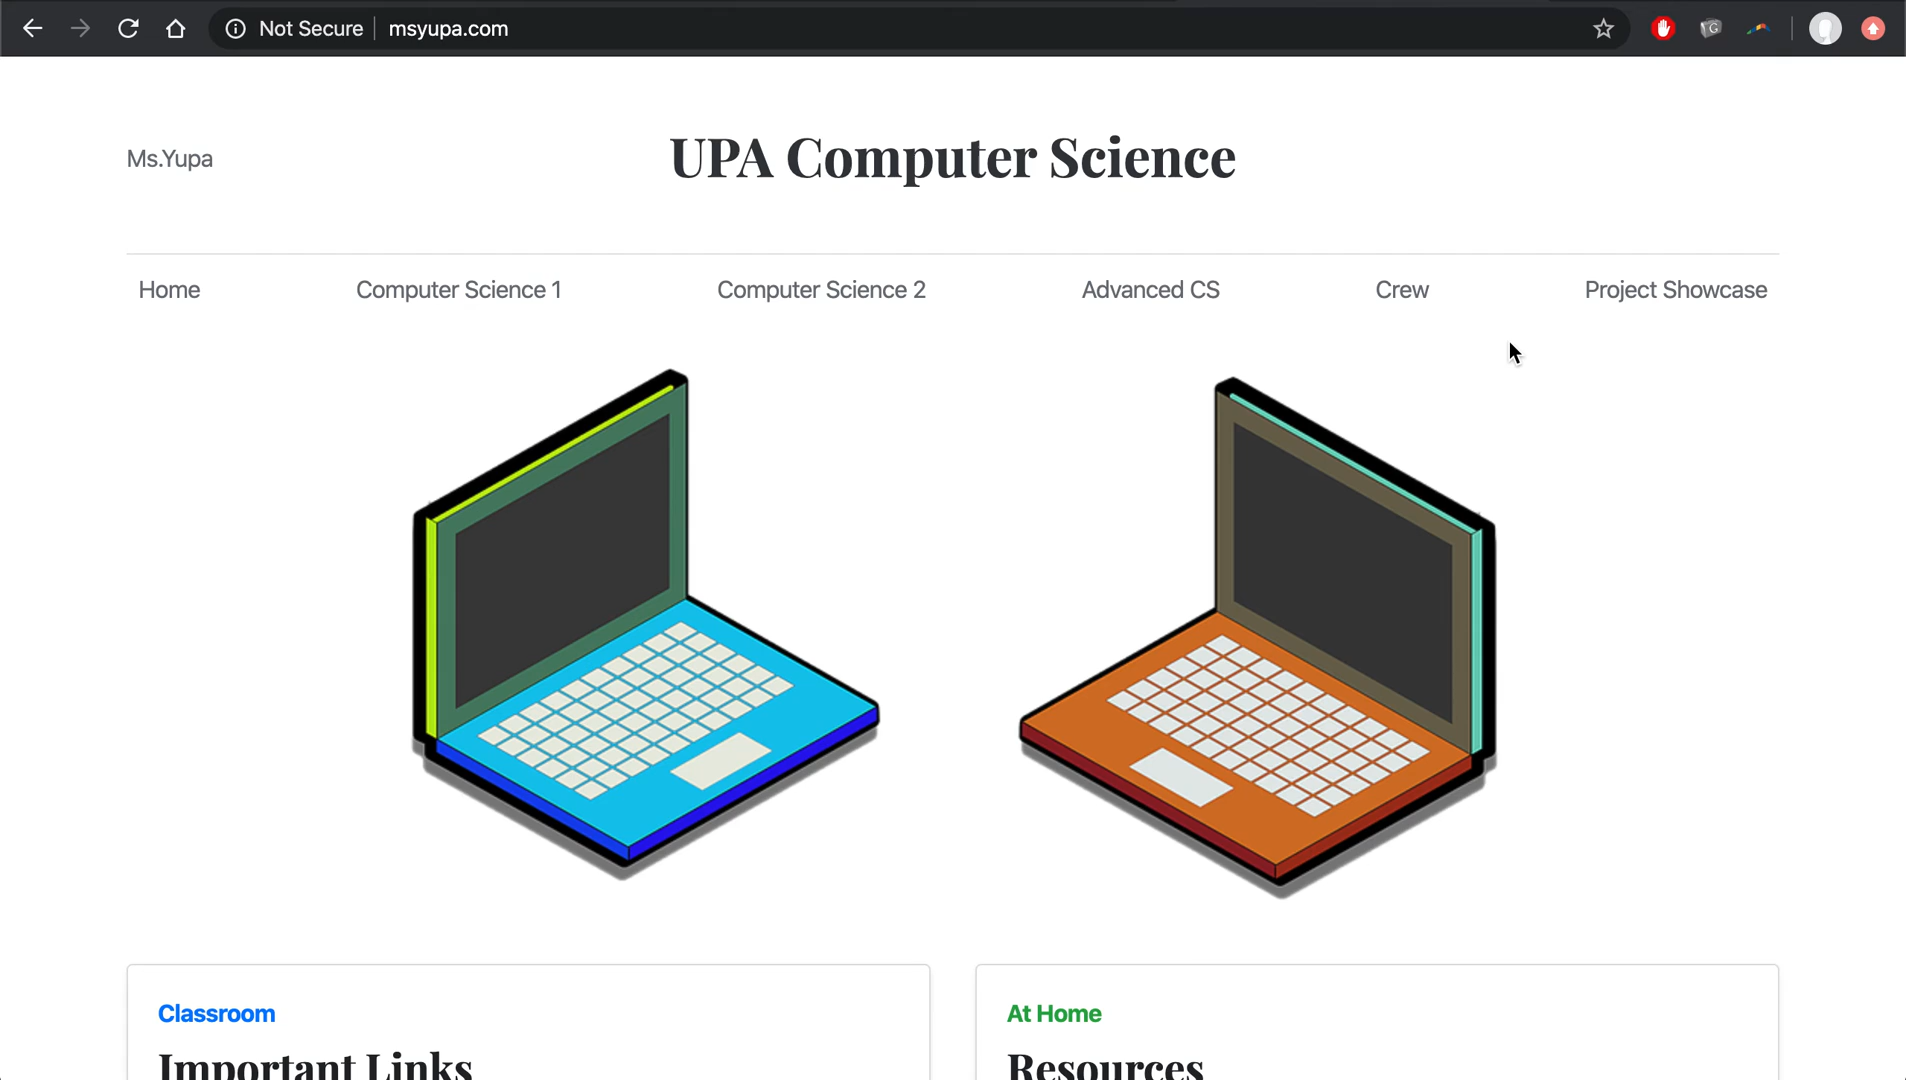 Not Secure | msyupa.com
Ms.Yupa
UPA Computer Science
Home Computer Science 1 Computer Science 2 Advanced CS Crew Project Showcase
Classroom
Important Links
At Home
Resources